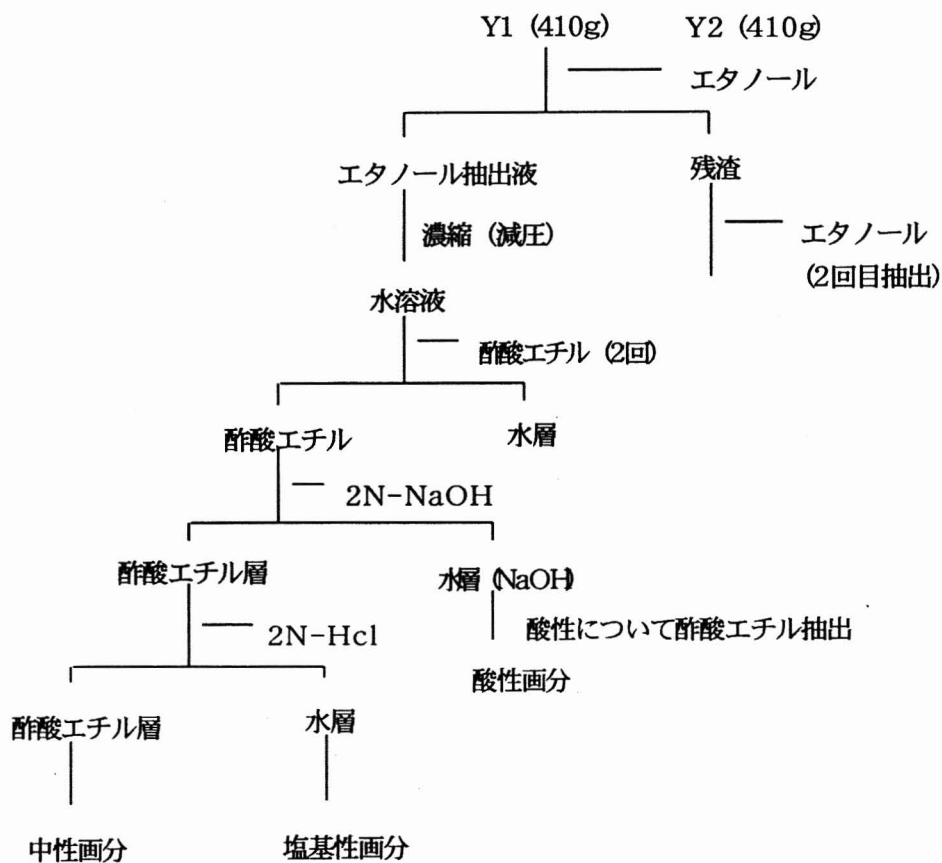 Y1 (410g) Y2 (410g)
エタノール
エタノール抽出液 残渣
濃縮 (減圧) エタノール
(2回目抽出)
水溶液
酢酸エチル (2回)
酢酸エチル 水層
2N-NaOH
酢酸エチル層 水層 (NaOH)
2N-Hcl 酸性について酢酸エチル抽出
酸性画分
酢酸エチル層 水層
中性画分 塩基性画分